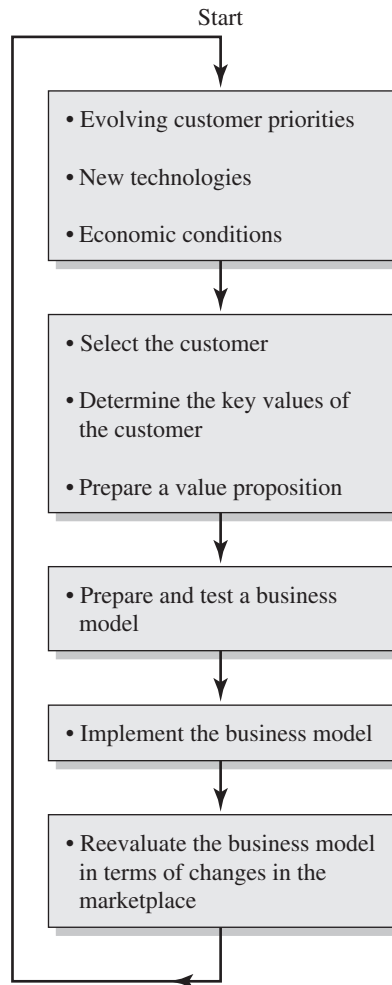 Start
• Evolving customer priorities
• New technologies
• Economic conditions
• Select the customer
• Determine the key values of
the customer
• Prepare a value proposition
• Prepare and test a business
model
• Implement the business model
• Reevaluate the business model
in terms of changes in the
marketplace